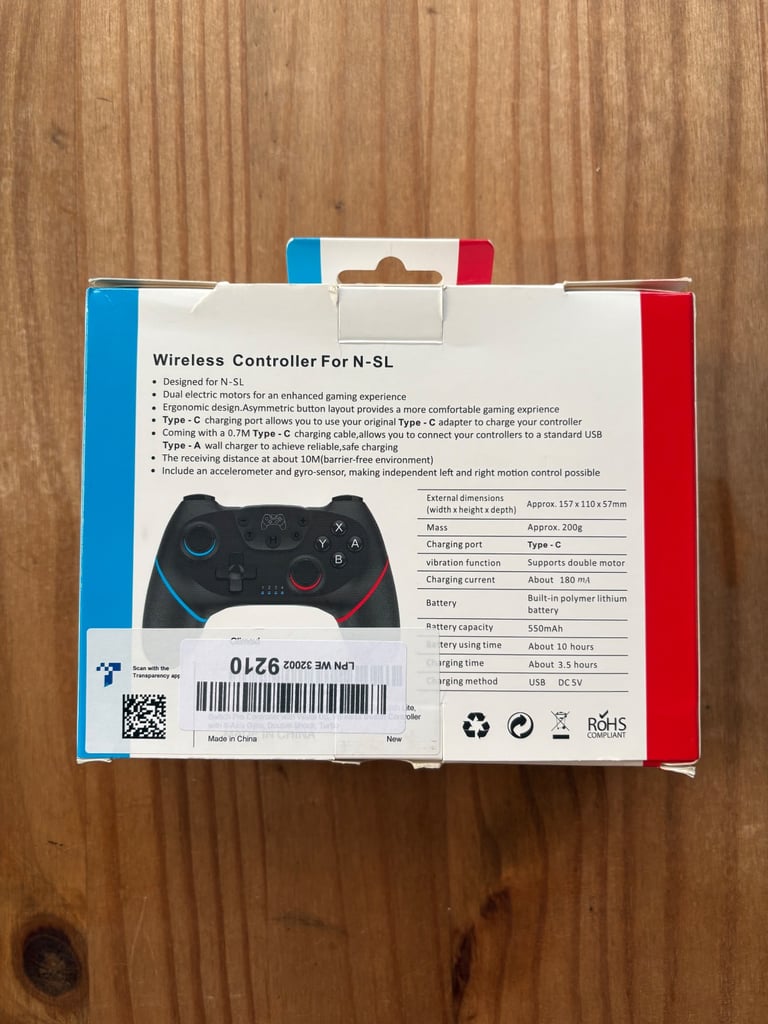 Wireless Controller For N-SL
• Designed for N-SL
• Dual electric motors for an enhanced gaming experience
• Ergonomic design.Asymmetric button layout provides a more comfortable gaming exprience
• Type - C charging port allows you to use your original Type - C adapter to charge your controller
• Coming with a 0.7M Type - C charging cable,allows you to connect your controllers to a standard USB
Type - A wall charger to achieve reliable,safe charging
• The receiving distance at about 10M(barrier-free environment)
• Include an accelerometer and gyro-sensor, making independent left and right motion control possible
X
Y
A
B
H
1 2 3 4
External dimensions
(width x height x depth) Approx. 157 x 110 x 57mm
Mass Approx. 200g
Charging port Type - C
vibration function Supports double motor
Charging current About 180 mA
Battery Built-in polymer lithium
battery
Battery capacity 550mAh
Battery using time About 10 hours
Charging time About 3.5 hours
Charging method USB DC 5V
Scan with the
Transparency app
LPN WE 32002 9210
Lite,
MADE IN CHINA
Made in China New
RoHS
COMPLIANT